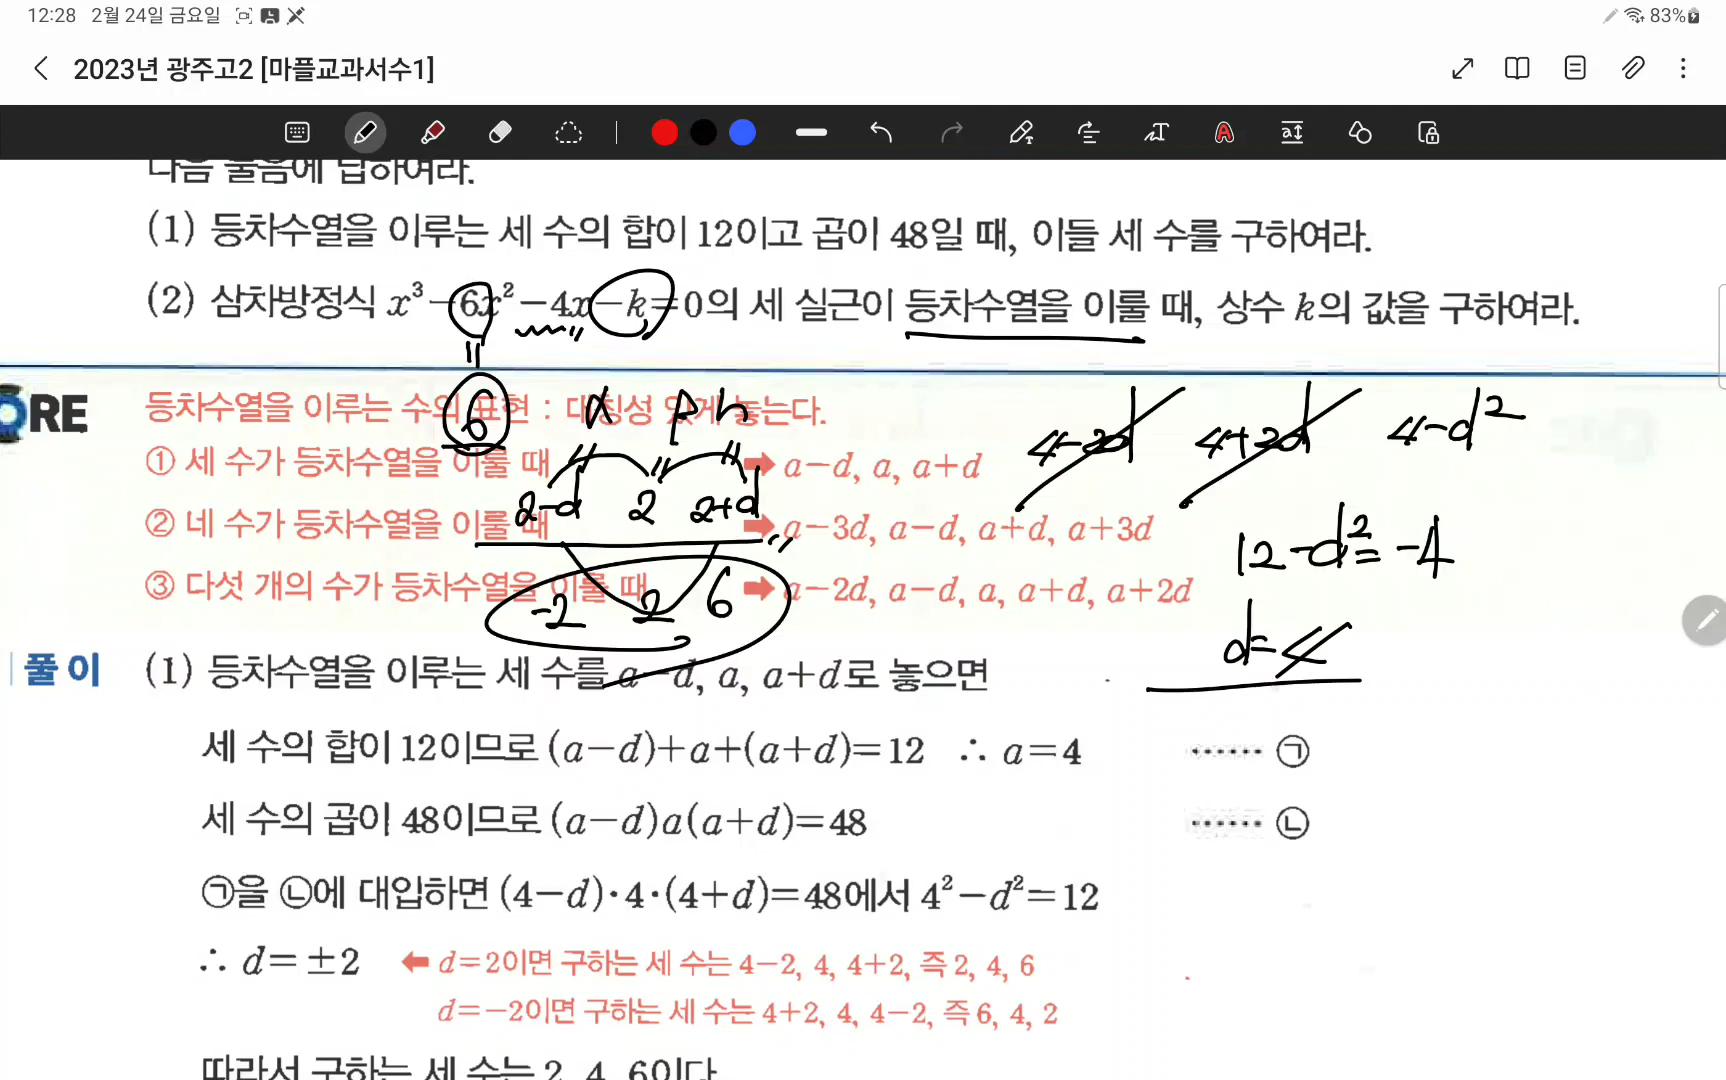 12:28 2월 24일 금요일 83%
2023년 광주고2 [마플교과서수1]
다음 물음에 답하여라.
(1) 등차수열을 이루는 세 수의 합이 12이고 곱이 48일 때, 이들 세 수를 구하여라.
(2) 삼차방정식 x³-6x²-4x-k=0의 세 실근이 등차수열을 이룰 때, 상수 k의 값을 구하여라.
6 α β
ORE 등차수열을 이루는 수의 표현 : 대칭성 있게 놓는다.
4-2d 4+2d 4-d²
① 세 수가 등차수열을 이룰 때 ➡ a-d, a, a+d
2-d 2 2+d
② 네 수가 등차수열을 이룰 때 ➡ a-3d, a-d, a+d, a+3d
12-d²=-4
③ 다섯 개의 수가 등차수열을 이룰 때 ➡ a-2d, a-d, a, a+d, a+2d
-2 2 6
d=4
풀이 (1) 등차수열을 이루는 세 수를 a-d, a, a+d로 놓으면
세 수의 합이 12이므로 (a-d)+a+(a+d)=12 ∴ a=4 ······ ㉠
세 수의 곱이 48이므로 (a-d)a(a+d)=48 ······ ㉡
㉠을 ㉡에 대입하면 (4-d)·4·(4+d)=48에서 4²-d²=12
∴ d=±2 ⬅ d=2이면 구하는 세 수는 4-2, 4, 4+2, 즉 2, 4, 6
d=-2이면 구하는 세 수는 4+2, 4, 4-2, 즉 6, 4, 2
따라서 구하는 세 수는 2, 4, 6이다.